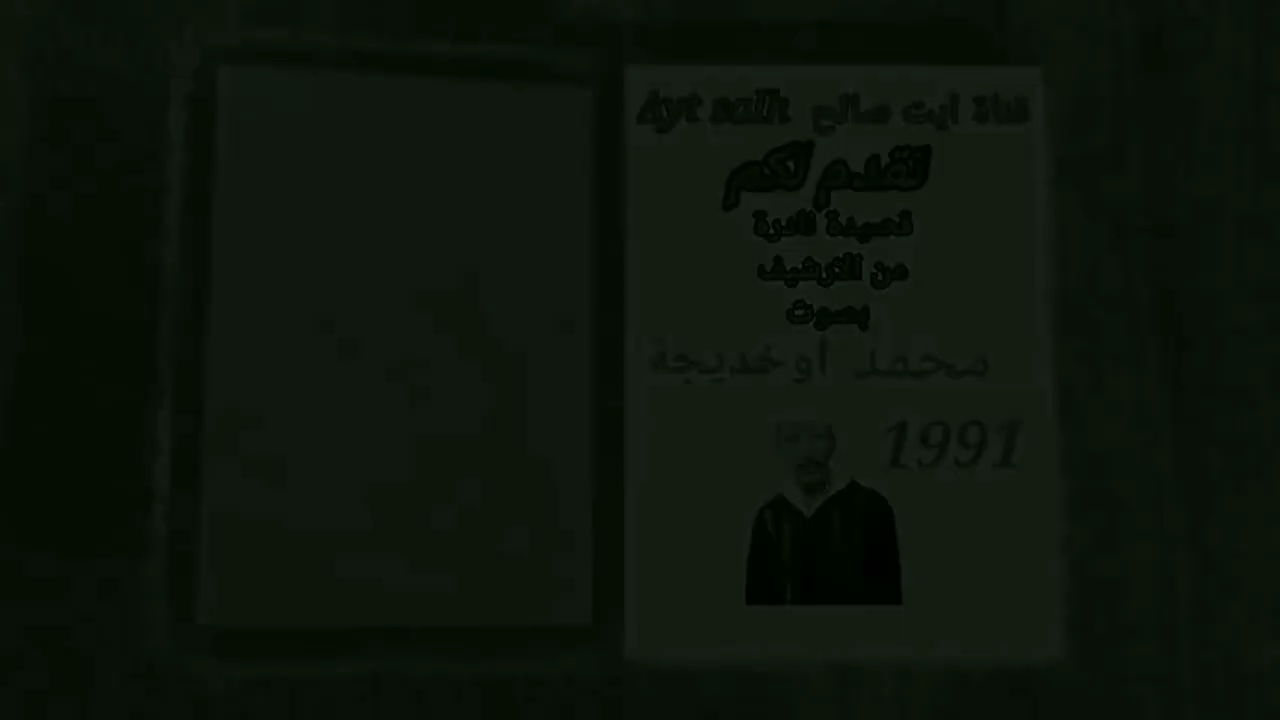 قناة ايت صالح Ayt salh
تقدم لكم
قصيدة نادرة
من الارشيف
بصوت
محمد أوخديجة
1991